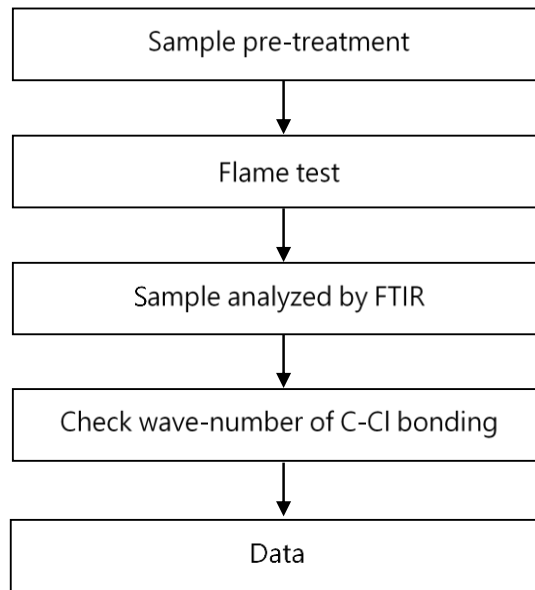 Sample pre-treatment
Flame test
Sample analyzed by FTIR
Check wave-number of C-Cl bonding
Data